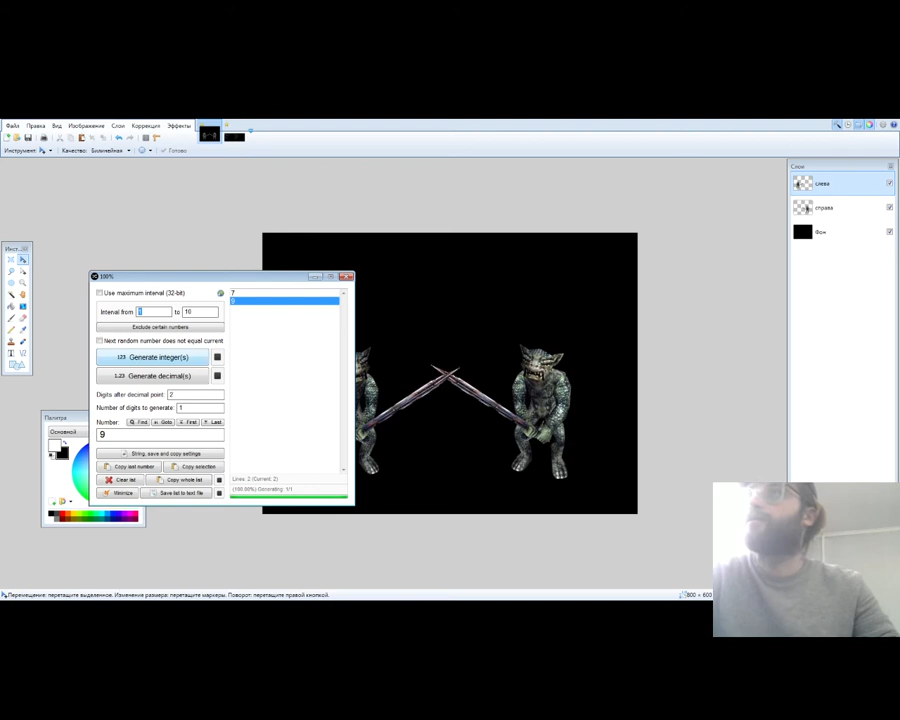 Файл Правка Вид Изображение Слои Коррекция Эффекты
Инструмент: Качество: Билинейная Готово
Слои
слева
справа
Фон
Инст...
100%
Use maximum interval (32-bit)
Interval from 1 to 10
Exclude certain numbers
Next random number does not equal current
123 Generate integer(s)
1.23 Generate decimal(s)
Digits after decimal point: 2
Number of digits to generate: 1
Number: Find Goto First Last
9
String, save and copy settings
Copy last number Copy selection
Clear list Copy whole list
Minimize Save list to text file
7
9
Lines: 2 (Current: 2)
(100.00%) Generating: 1/1
Палитра
Основной
Перемещение: перетащите выделенное. Изменение размера: перетащите маркеры. Поворот: перетащите правой кнопкой.
800 × 600